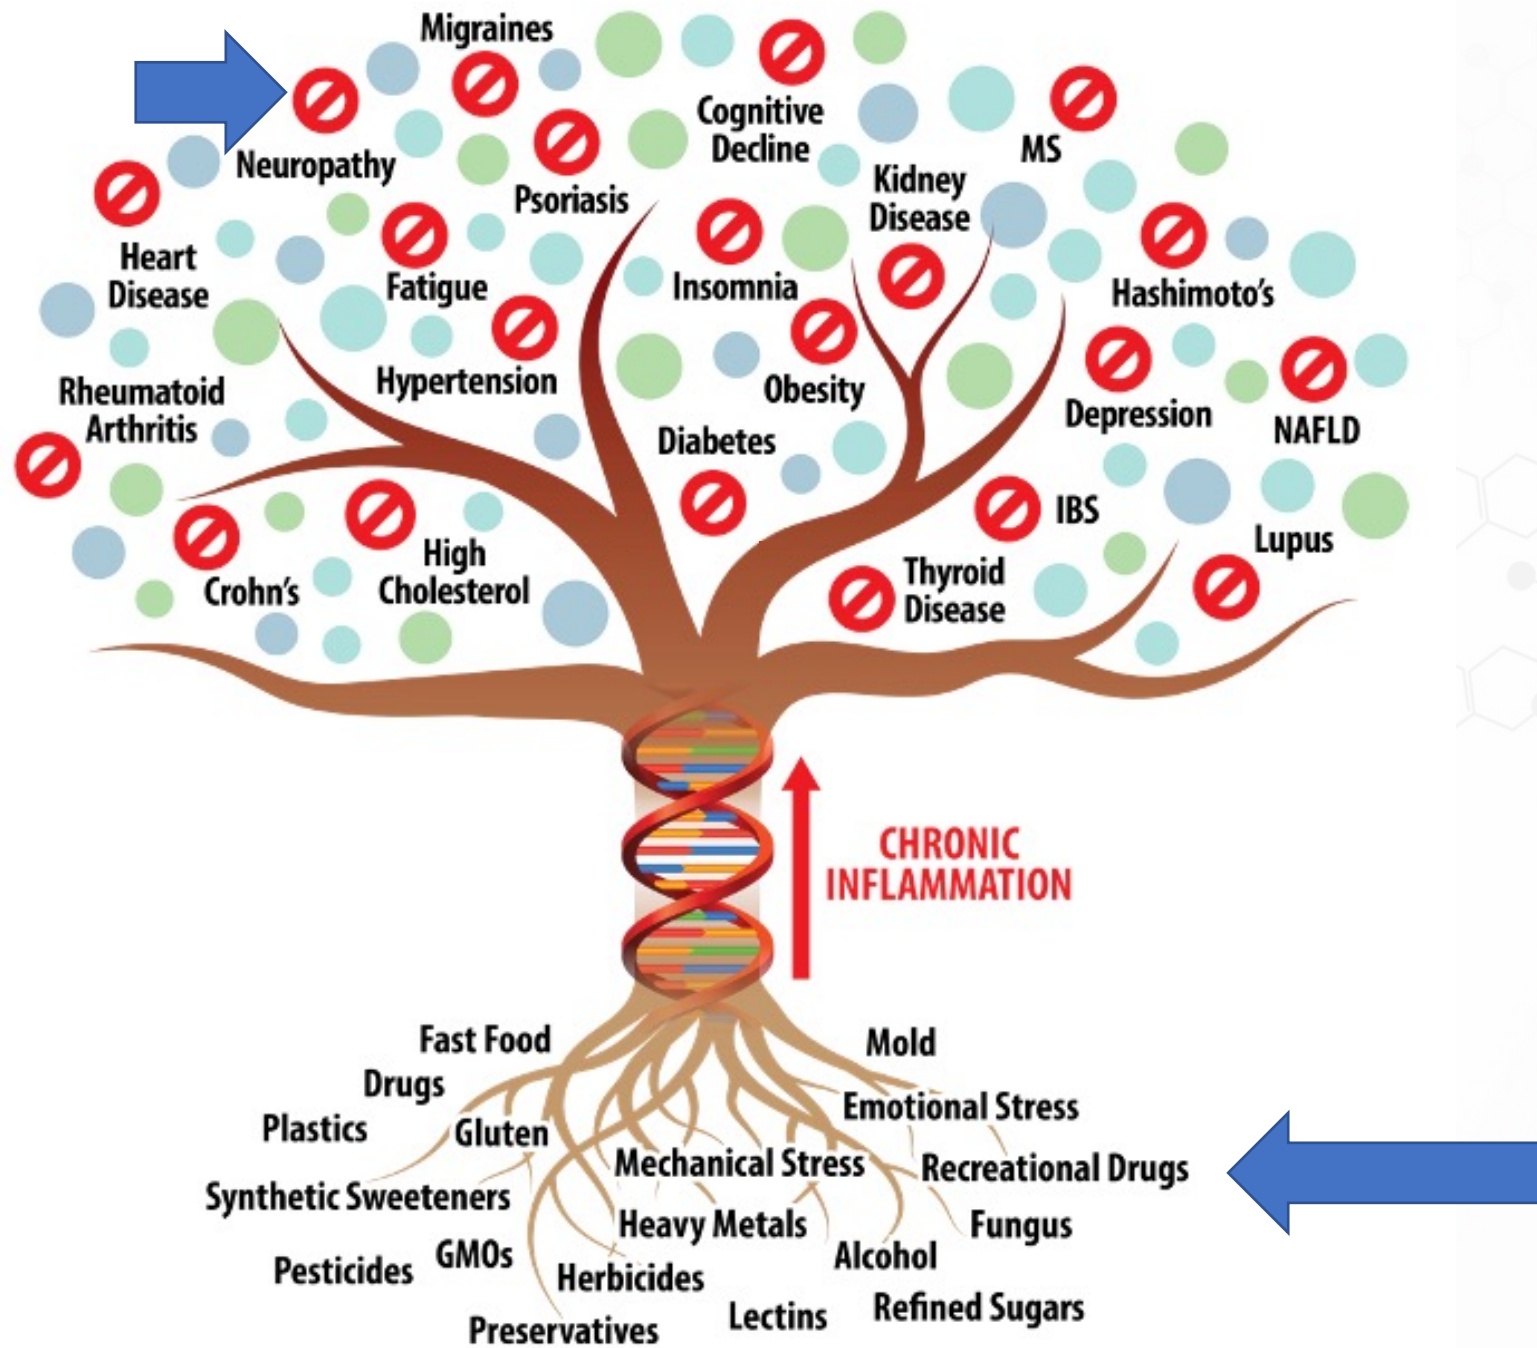 Migraines
Cognitive
Decline
MS
Neuropathy
Psoriasis
Kidney
Disease
Heart
Disease
Fatigue
Insomnia
Hashimoto's
Rheumatoid
Arthritis
Hypertension
Obesity
Depression
NAFLD
Diabetes
IBS
Lupus
Crohn's
High
Cholesterol
Thyroid
Disease
CHRONIC
INFLAMMATION
Fast Food
Mold
Drugs
Emotional Stress
Plastics
Gluten
Mechanical Stress
Recreational Drugs
Synthetic Sweeteners
Heavy Metals
Fungus
Pesticides
GMOs
Herbicides
Alcohol
Preservatives
Lectins
Refined Sugars